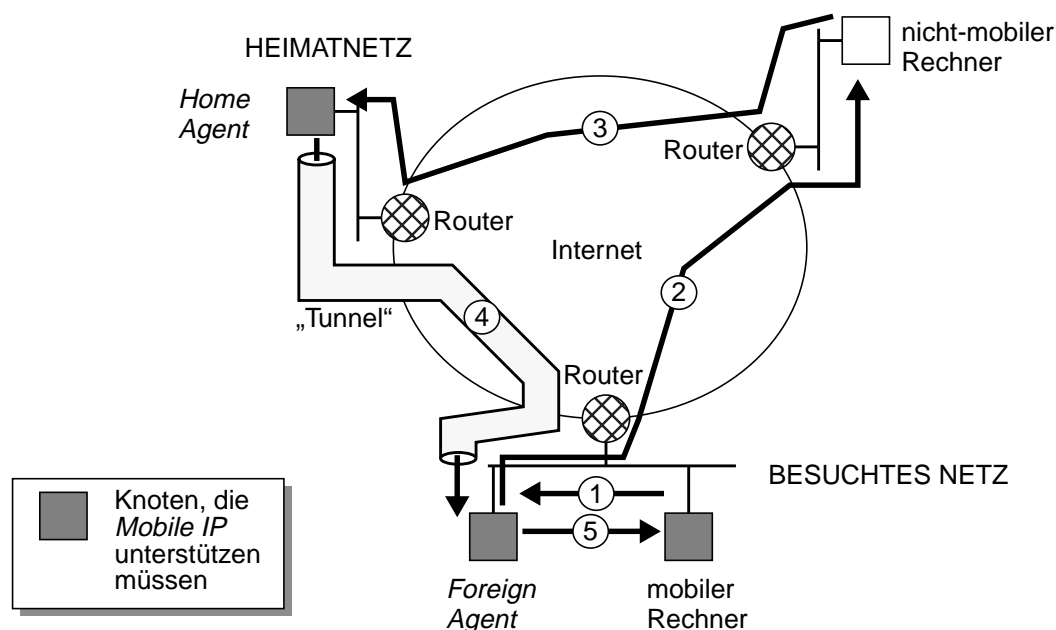 HEIMATNETZ
nicht-mobiler
Rechner
Home
Agent
3
Router
Router
Internet
2
„Tunnel“
4
Router
BESUCHTES NETZ
1
5
Knoten, die
Mobile IP
unterstützen
müssen
Foreign
Agent
mobiler
Rechner